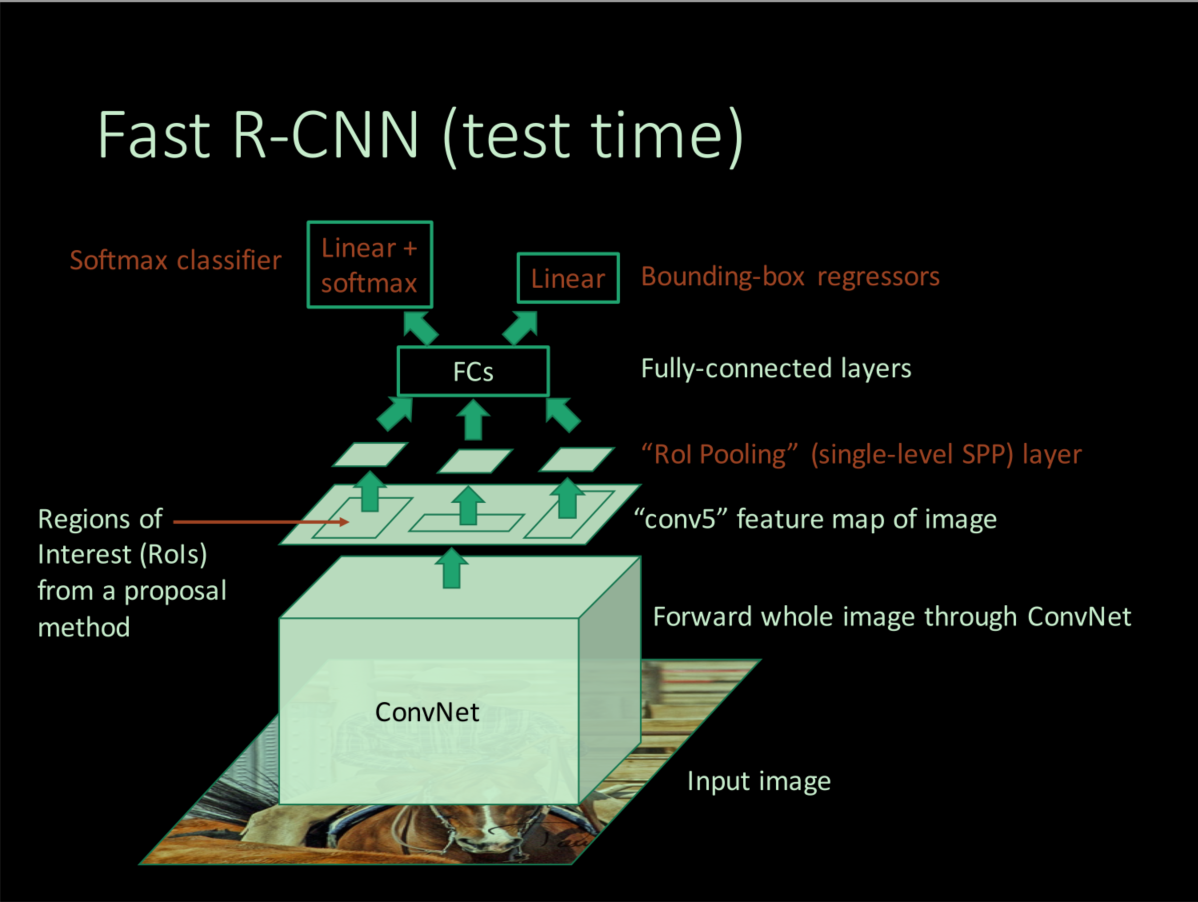 Fast R-CNN (test time)
Softmax classifier
Linear +
softmax
Linear
Bounding-box regressors
FCs
Fully-connected layers
“RoI Pooling” (single-level SPP) layer
Regions of
Interest (RoIs)
from a proposal
method
“conv5” feature map of image
Forward whole image through ConvNet
ConvNet
Input image